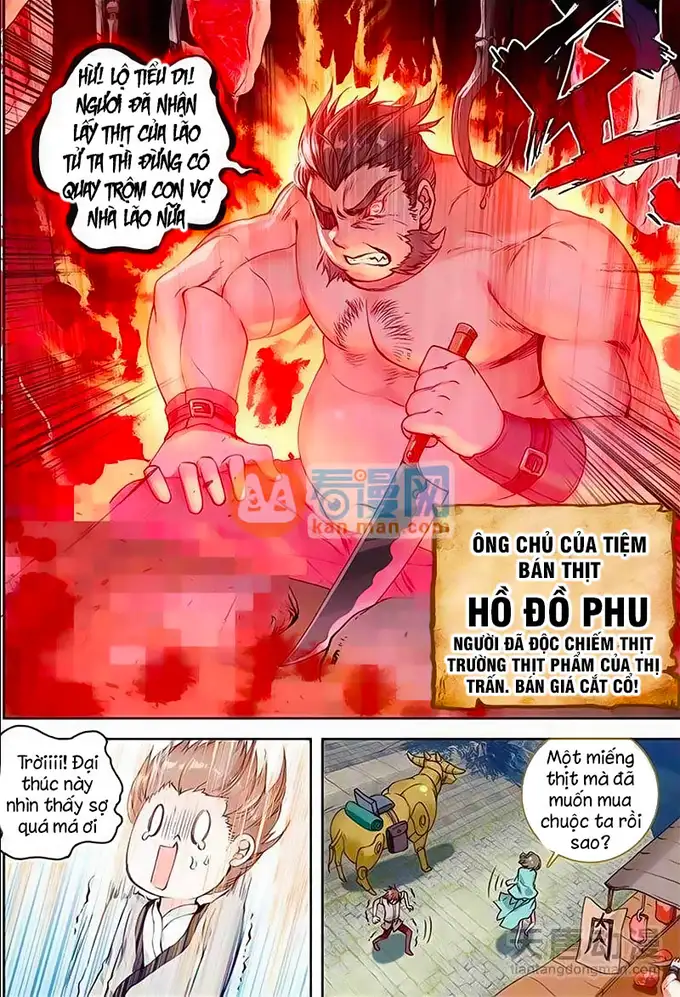 HỪ! LỘ TIỂU DI!
NGƯƠI ĐÃ NHẬN
LẤY THỊT CỦA LÃO
TỬ TA THÌ ĐỪNG CÓ
QUAY TRÔM CON VỢ
NHÀ LÃO NỮA
看漫网
kan man.com
ÔNG CHỦ CỦA TIỆM
BÁN THỊT
HỒ ĐỒ PHU
NGƯỜI ĐÃ ĐỘC CHIẾM THỊT
TRƯỜNG THỊT PHẨM CỦA THỊ
TRẤN. BÁN GIÁ CẮT CỔ!
Trờiiii! Đại
thúc này
nhìn thấy sợ
quá má ơi
Một miếng
thịt mà đã
muốn mua
chuộc ta rồi
sao?
肉
tiantangdongman.com